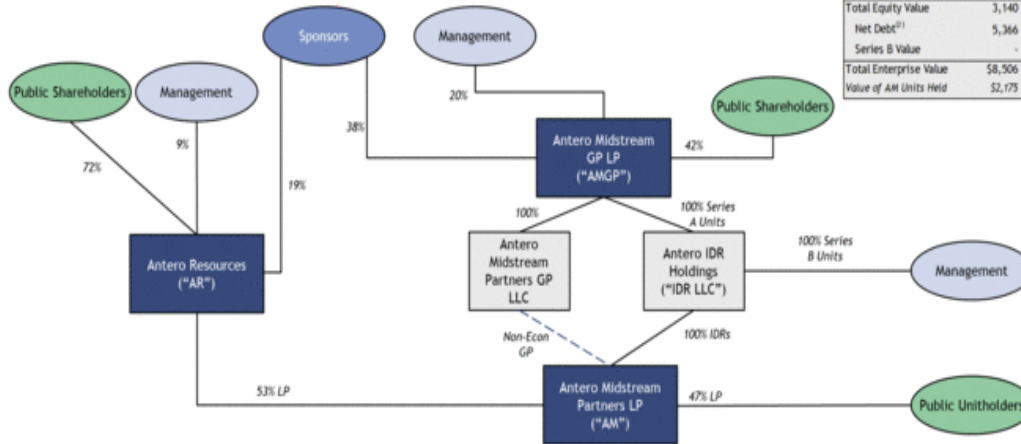 Total Equity Value 3,140
Net Debt(2) 5,366
Series B Value -
Total Enterprise Value $8,506
Value of AM Units Held $2,175
Sponsors
Management
Public Shareholders
Management
20%
Public Shareholders
38%
Antero Midstream
GP LP
("AMGP")
42%
9%
72%
19%
100%
100% Series
A Units
Antero Resources
("AR")
Antero
Midstream
Partners GP
LLC
Antero IDR
Holdings
("IDR LLC")
100% Series
B Units
Management
Non-Econ
GP
100% IDRs
53% LP
Antero Midstream
Partners LP
("AM")
47% LP
Public Unitholders